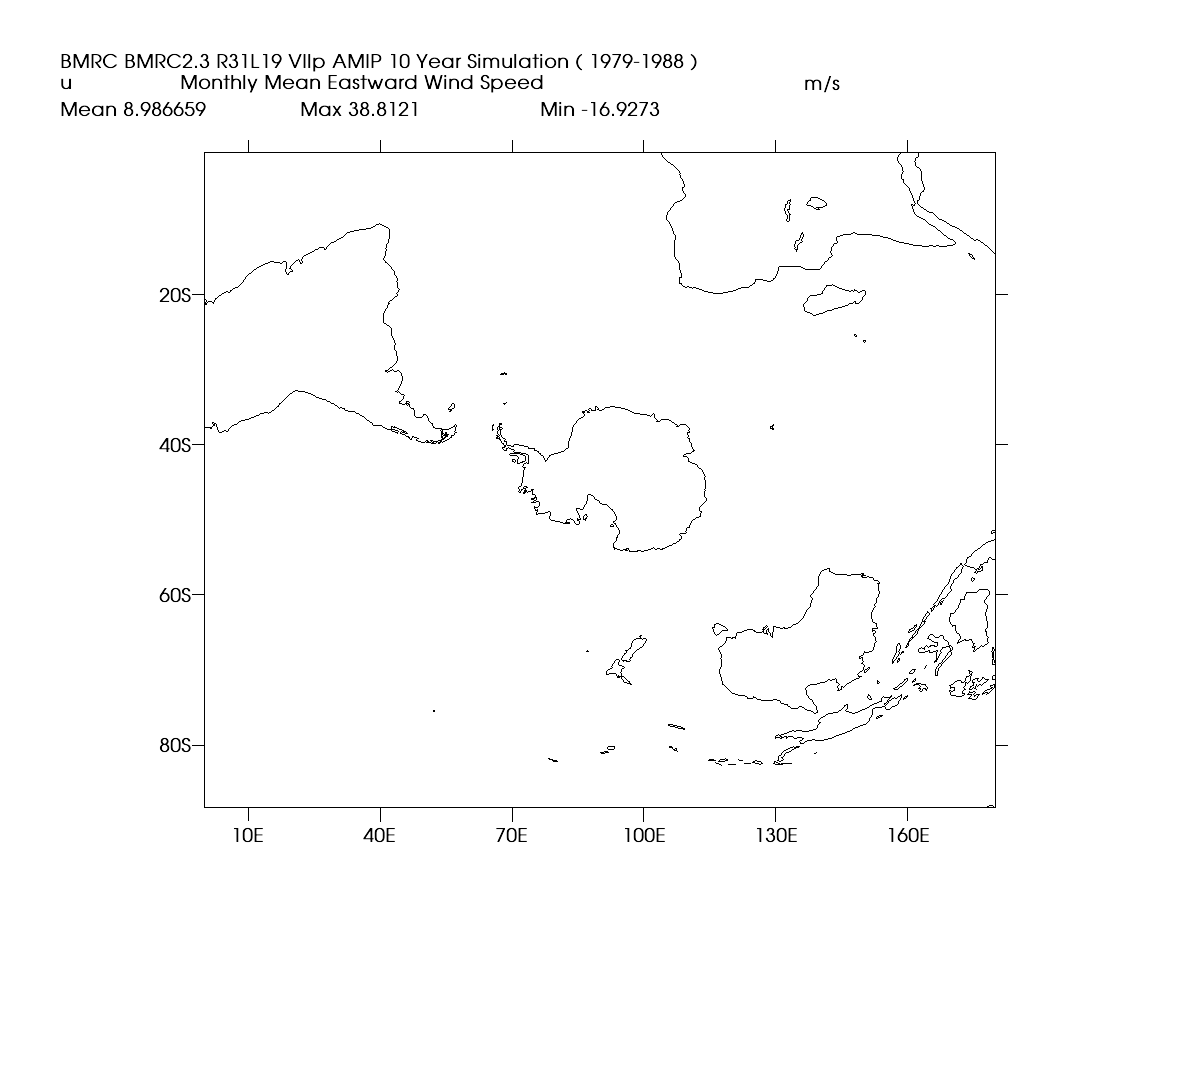 BMRC BMRC2.3 R31L19 VIIp AMIP 10 Year Simulation ( 1979-1988 )
u Monthly Mean Eastward Wind Speed m/s
Mean 8.986659 Max 38.8121 Min -16.9273
20S
40S
60S
80S
10E 40E 70E 100E 130E 160E